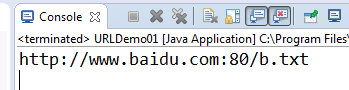 Console
<terminated> URLDemo01 [Java Application] C:\Program Files\
http://www.baidu.com:80/b.txt